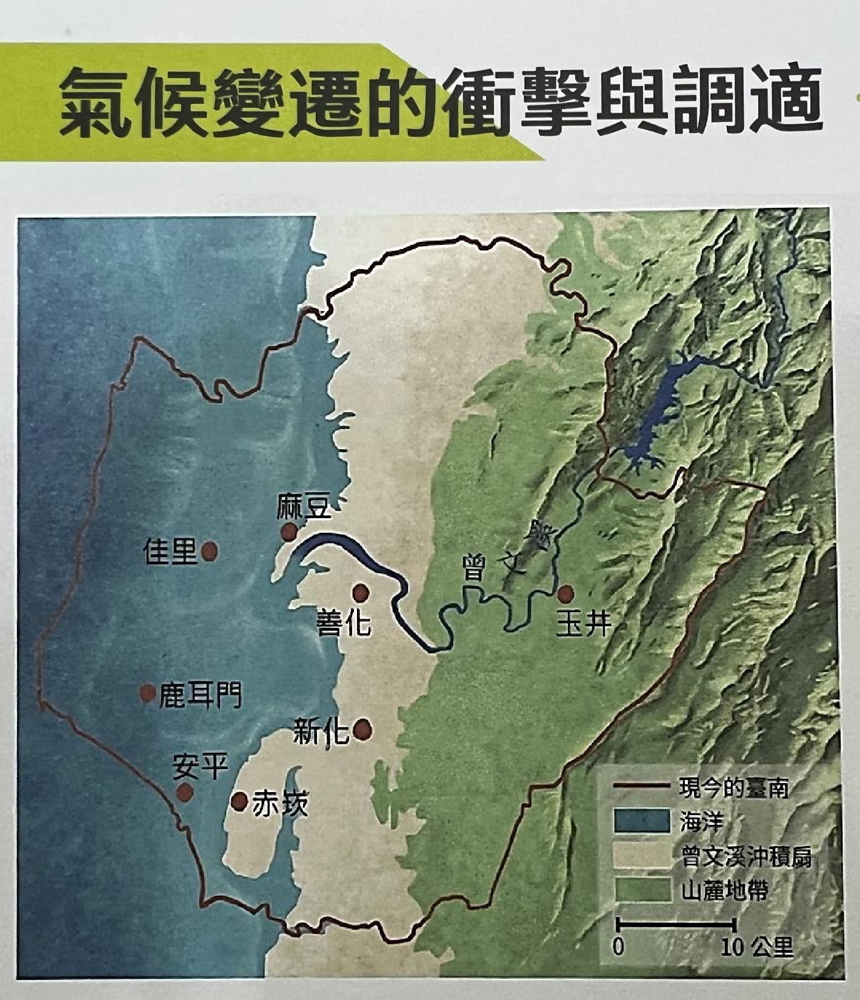 氣候變遷的衝擊與調適
麻豆
佳里
曾文溪
善化
玉井
鹿耳門
新化
安平
赤崁
現今的臺南
海洋
曾文溪沖積扇
山麓地帶
0 10 公里